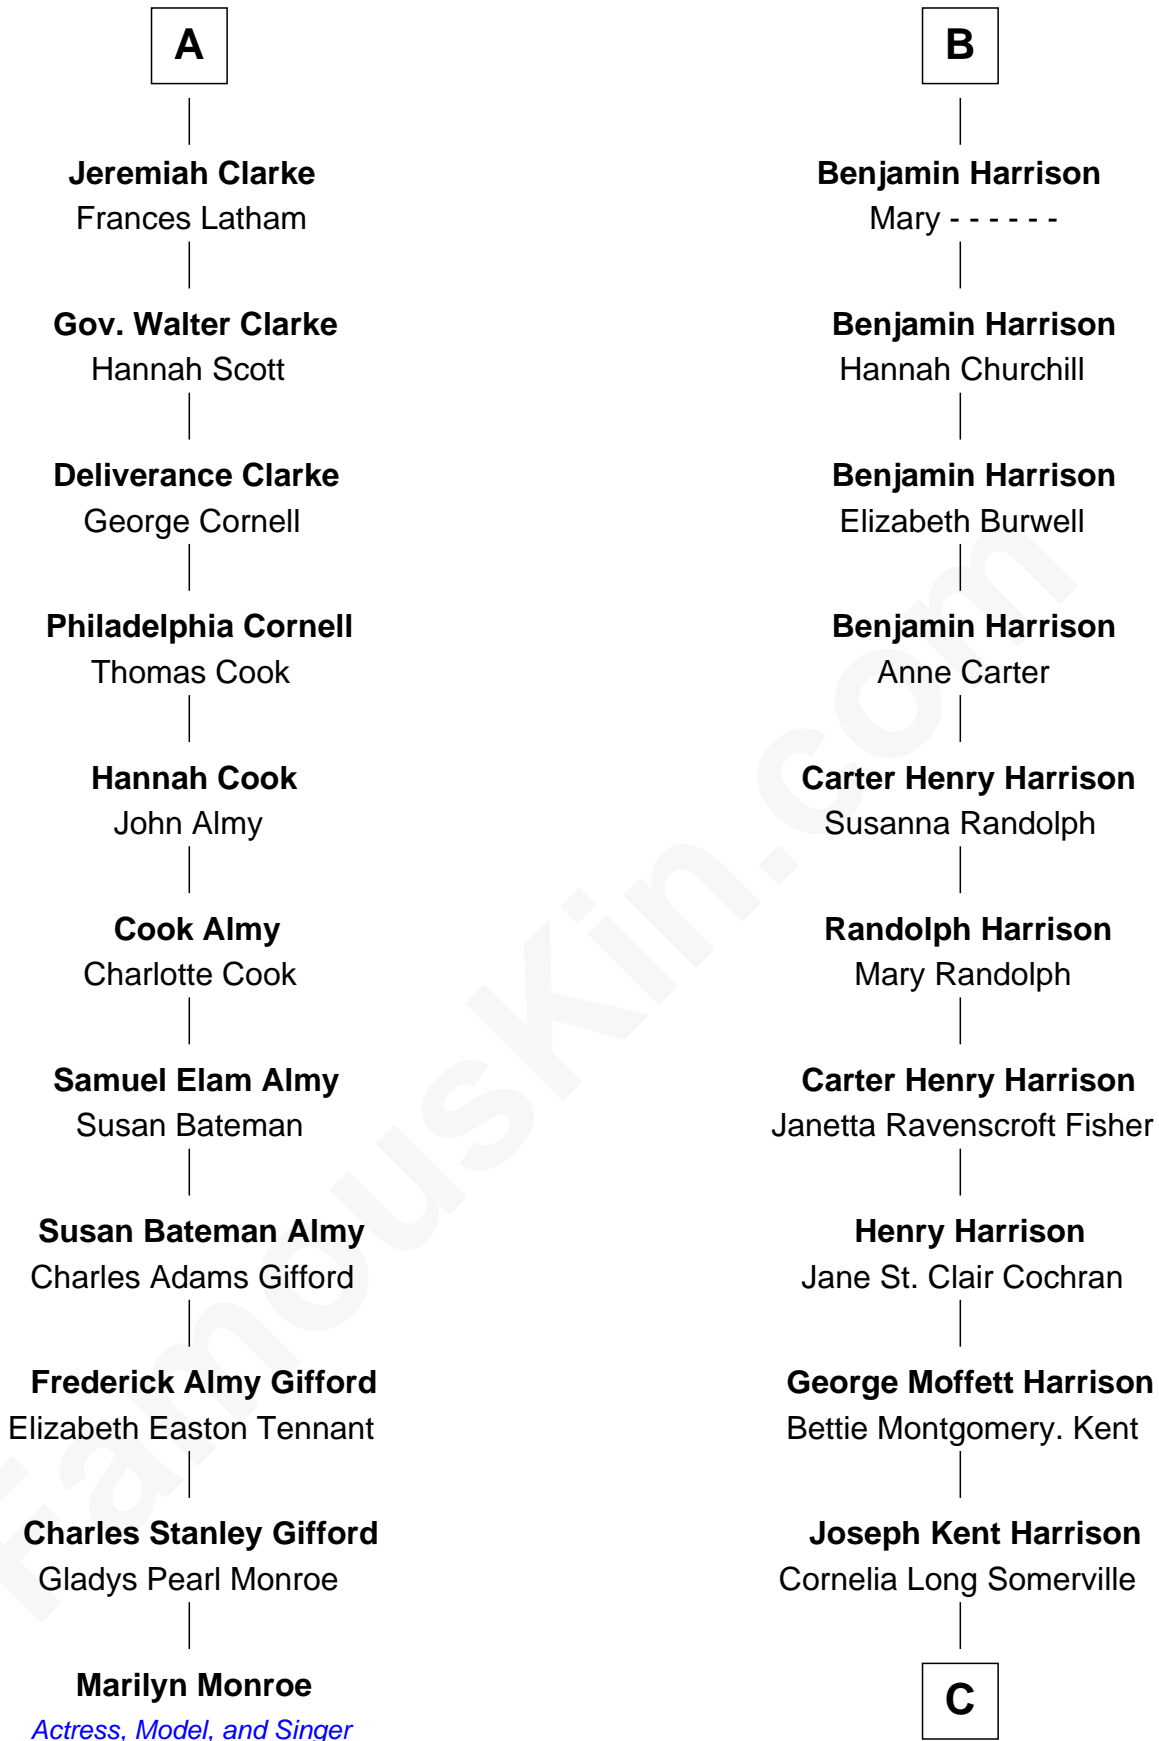 A
Jeremiah Clarke
Frances Latham
Gov. Walter Clarke
Hannah Scott
Deliverance Clarke
George Cornell
Philadelphia Cornell
Thomas Cook
Hannah Cook
John Almy
Cook Almy
Charlotte Cook
Samuel Elam Almy
Susan Bateman
Susan Bateman Almy
Charles Adams Gifford
Frederick Almy Gifford
Elizabeth Easton Tennant
Charles Stanley Gifford
Gladys Pearl Monroe
Marilyn Monroe
Actress, Model, and Singer
B
Benjamin Harrison
Mary - - - - - -
Benjamin Harrison
Hannah Churchill
Benjamin Harrison
Elizabeth Burwell
Benjamin Harrison
Anne Carter
Carter Henry Harrison
Susanna Randolph
Randolph Harrison
Mary Randolph
Carter Henry Harrison
Janetta Ravenscroft Fisher
Henry Harrison
Jane St. Clair Cochran
George Moffett Harrison
Bettie Montgomery. Kent
Joseph Kent Harrison
Cornelia Long Somerville
C
FamousKin.com